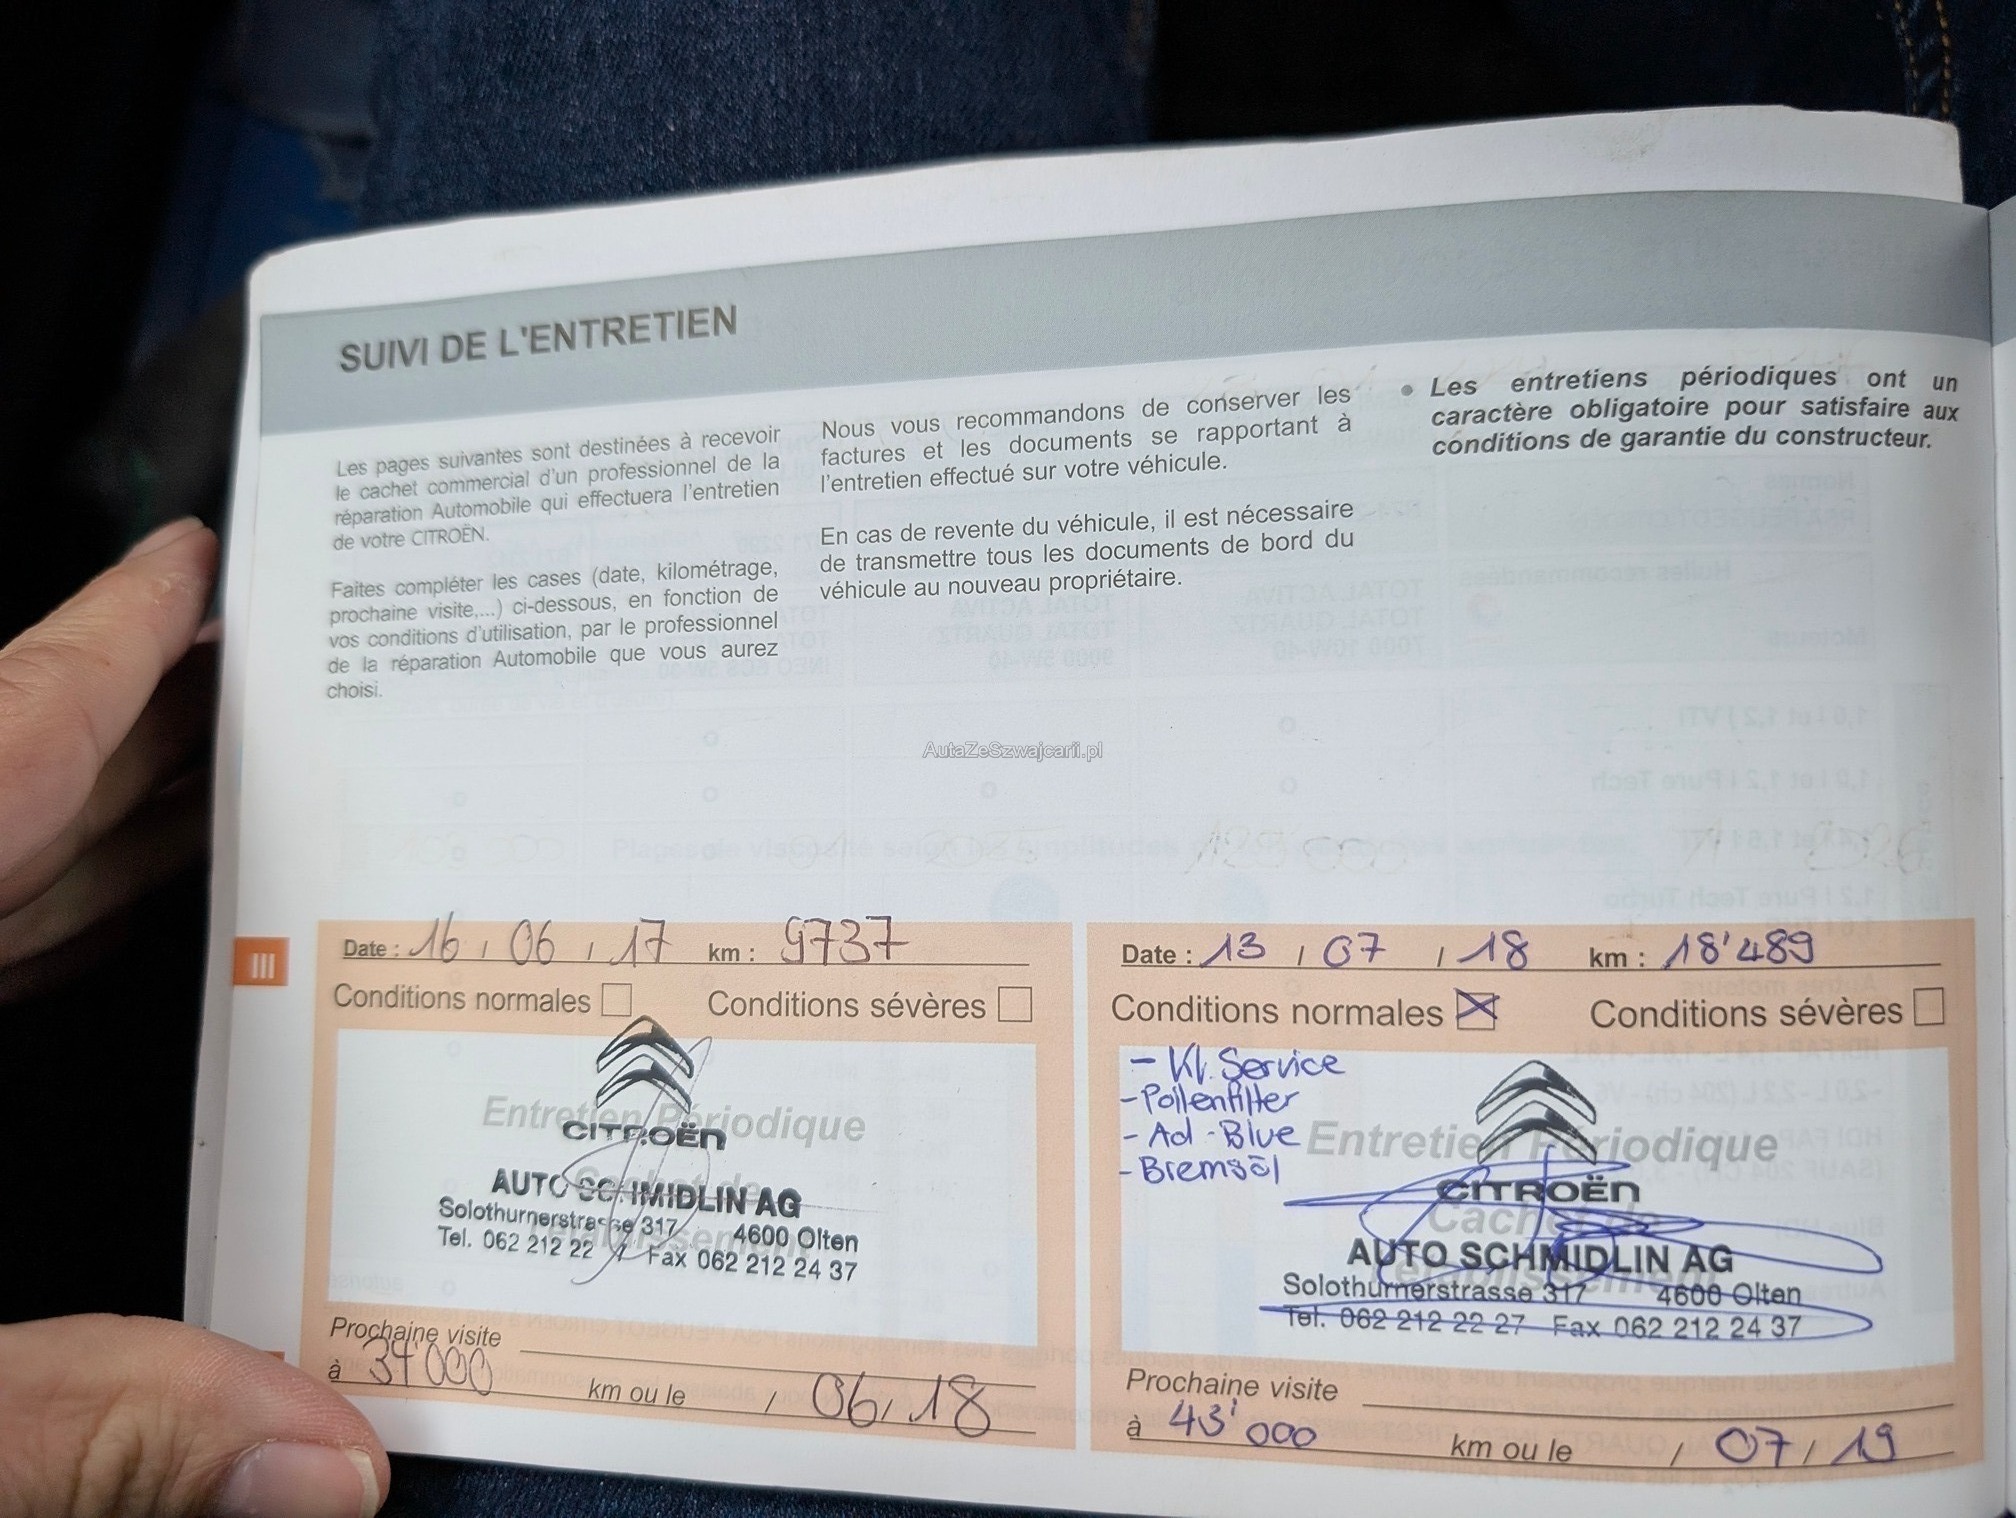 SUIVI DE L'ENTRETIEN
Les pages suivantes sont destinées à recevoir
le cachet commercial d'un professionnel de la
réparation Automobile qui effectuera l'entretien
de votre CITROËN.
Faites compléter les cases (date, kilométrage,
prochaine visite,...) ci-dessous, en fonction de
vos conditions d'utilisation, par le professionnel
de la réparation Automobile que vous aurez
choisi.
Nous vous recommandons de conserver les
factures et les documents se rapportant à
l'entretien effectué sur votre véhicule.
En cas de revente du véhicule, il est nécessaire
de transmettre tous les documents de bord du
véhicule au nouveau propriétaire.
• Les entretiens périodiques ont un
caractère obligatoire pour satisfaire aux
conditions de garantie du constructeur.
AutaZeSzwajcarii.pl
III
Date : 16 / 06 / 17 km : 9737
Conditions normales Conditions sévères
Entretien Périodique
CITROËN
AUTO SCHMIDLIN AG
Solothurnerstrasse 317 4600 Olten
Tel. 062 212 22 Fax 062 212 24 37
Prochaine visite
à km ou le / 06 / 18
Date : 13 / 07 / 18 km : 18'489
Conditions normales Conditions sévères
- Kl. Service
- Pollenfilter
- Ad-Blue
- Bremsöl
Entretien Périodique
CITROËN
Cachet de
AUTO SCHMIDLIN AG
établissement
Solothurnerstrasse 317 4600 Olten
Tel. 062 212 22 27 Fax 062 212 24 37
Prochaine visite
à 43'000 km ou le / 07 / 19